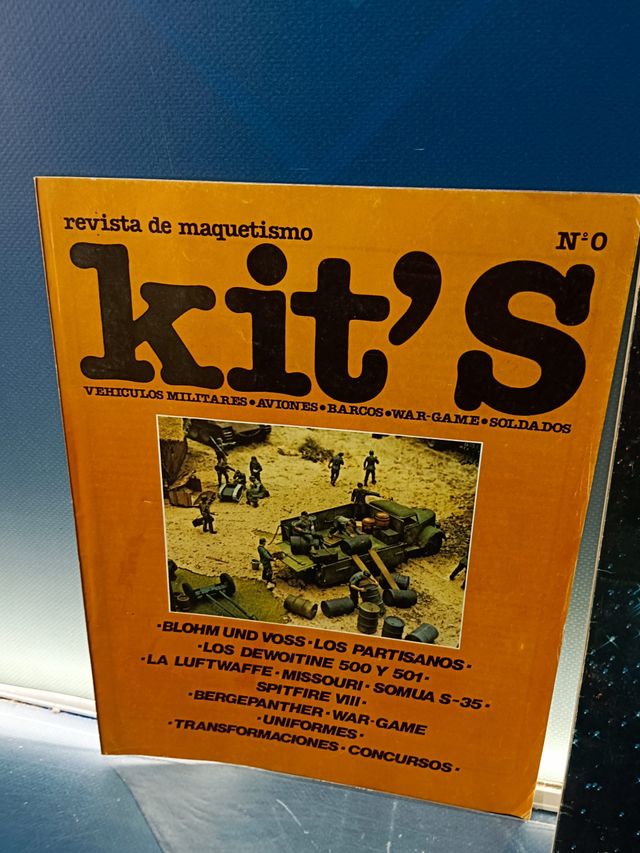 revista de maquetismo
Nº0
kit's
VEHICULOS MILITARES • AVIONES • BARCOS • WAR-GAME • SOLDADOS
·BLOHM UND VOSS·LOS PARTISANOS·
·LOS DEWOITINE 500 Y 501·
·LA LUFTWAFFE·MISSOURI·SOMUA S-35·
SPITFIRE VIII·
·BERGEPANTHER·WAR-GAME
·UNIFORMES·
·TRANSFORMACIONES·CONCURSOS·